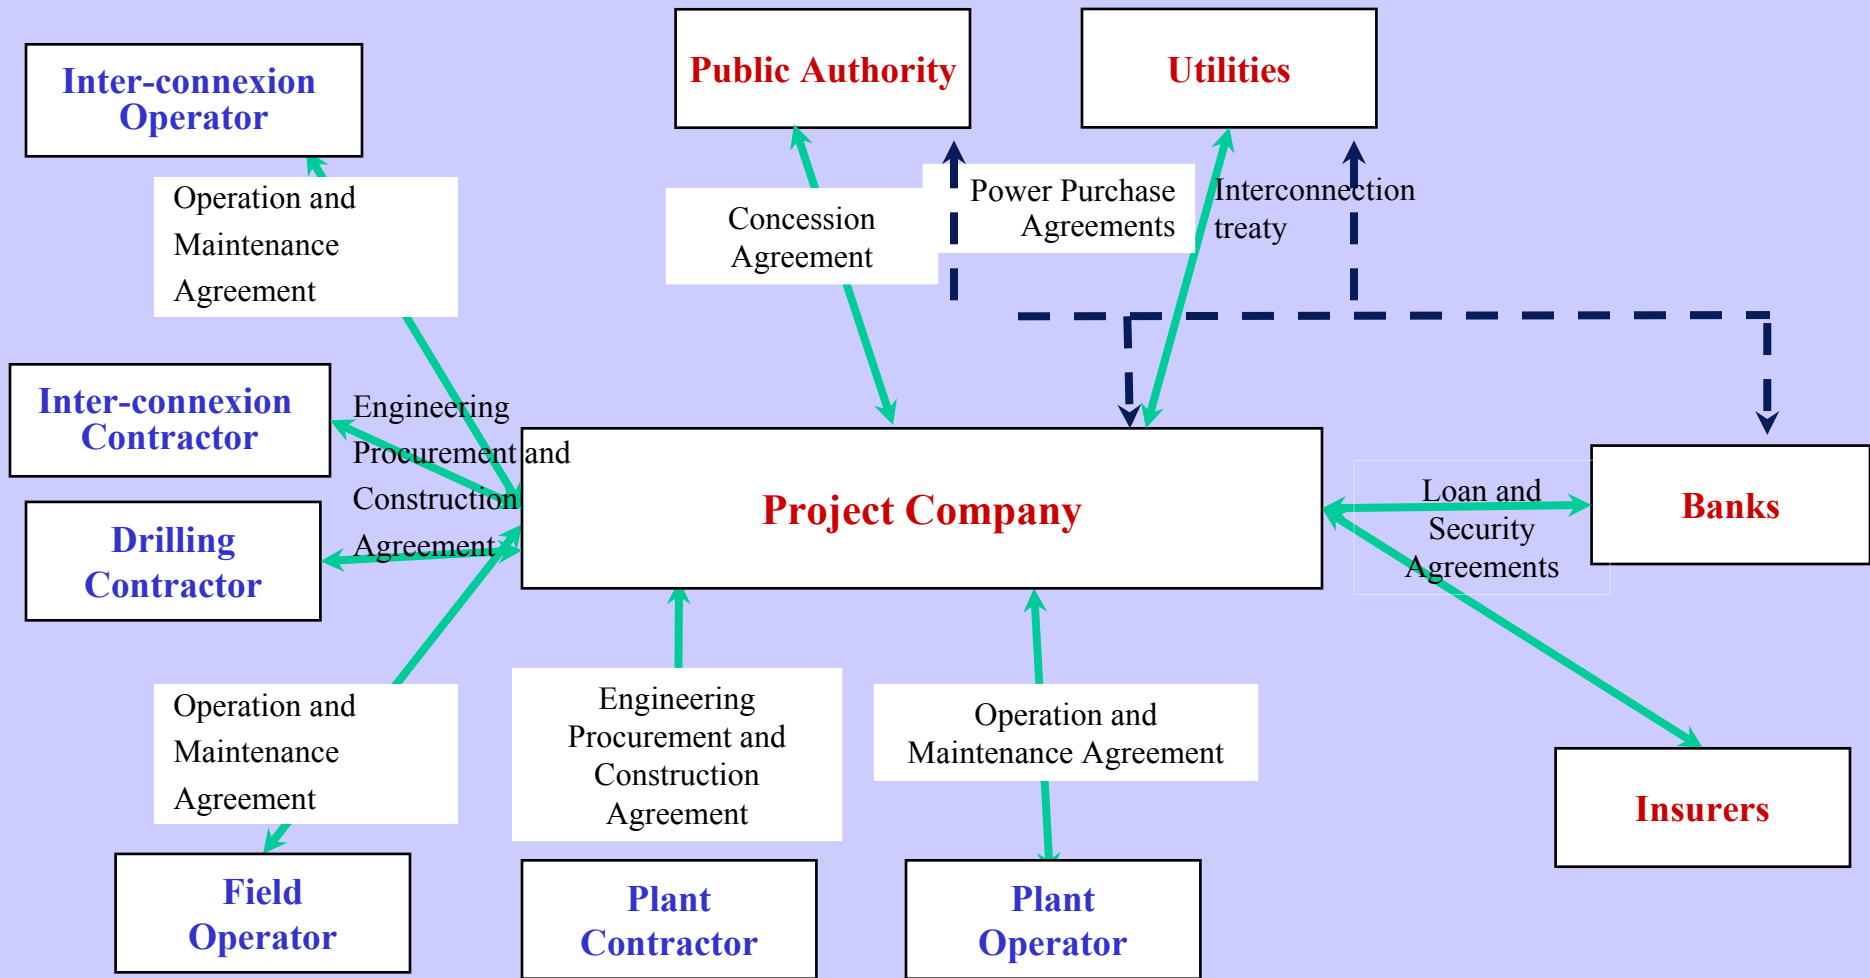 Public Authority
Utilities
Inter-connexion
Operator
Operation and
Maintenance
Agreement
Concession
Agreement
Power Purchase
Agreements
Interconnection
treaty
Inter-connexion
Contractor
Engineering
Procurement and
Construction
Agreement
Drilling
Contractor
Project Company
Loan and
Security
Agreements
Banks
Operation and
Maintenance
Agreement
Engineering
Procurement and
Construction
Agreement
Operation and
Maintenance Agreement
Insurers
Field
Operator
Plant
Contractor
Plant
Operator